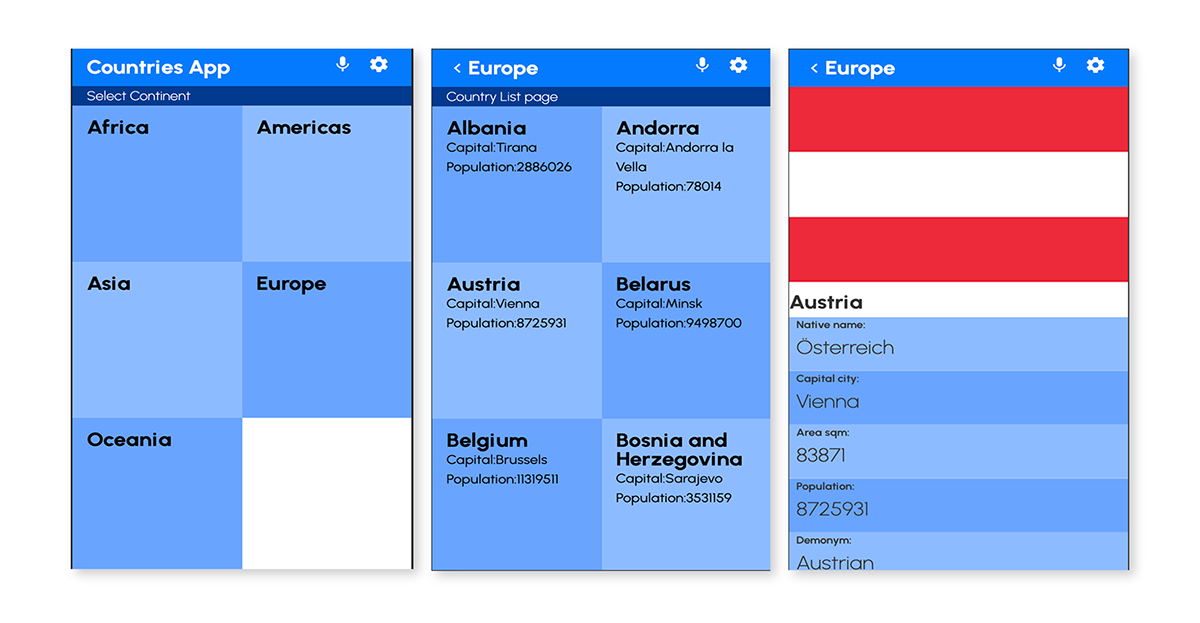 Countries App
Select Continent
Africa
Americas
Asia
Europe
Oceania
< Europe
Country List page
Albania
Capital:Tirana
Population:2886026
Andorra
Capital:Andorra la
Vella
Population:78014
Austria
Capital:Vienna
Population:8725931
Belarus
Capital:Minsk
Population:9498700
Belgium
Capital:Brussels
Population:11319511
Bosnia and
Herzegovina
Capital:Sarajevo
Population:3531159
< Europe
Austria
Native name:
Österreich
Capital city:
Vienna
Area sqm:
83871
Population:
8725931
Demonym:
Austrian